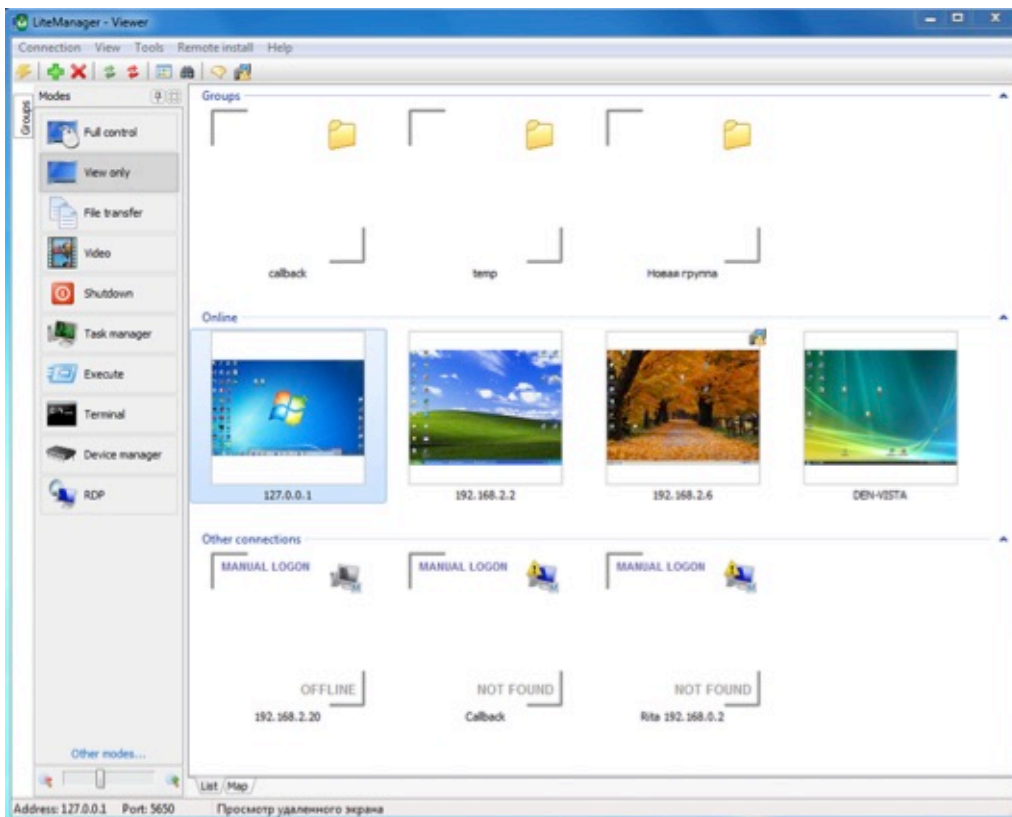 LiteManager - Viewer
Connection View Tools Remote install Help
Groups
Modes
Full control
View only
File transfer
Video
Shutdown
Task manager
Execute
Terminal
Device manager
RDP
Other modes...
Groups
callback temp Новая группа
Online
127.0.0.1 192.168.2.2 192.168.2.6 DEN-VISTA
Other connections
MANUAL LOGON MANUAL LOGON MANUAL LOGON
OFFLINE NOT FOUND NOT FOUND
192.168.2.20 Callback Rita 192.168.0.2
List Map
Address: 127.0.0.1 Port: 5650 Просмотр удаленного экрана